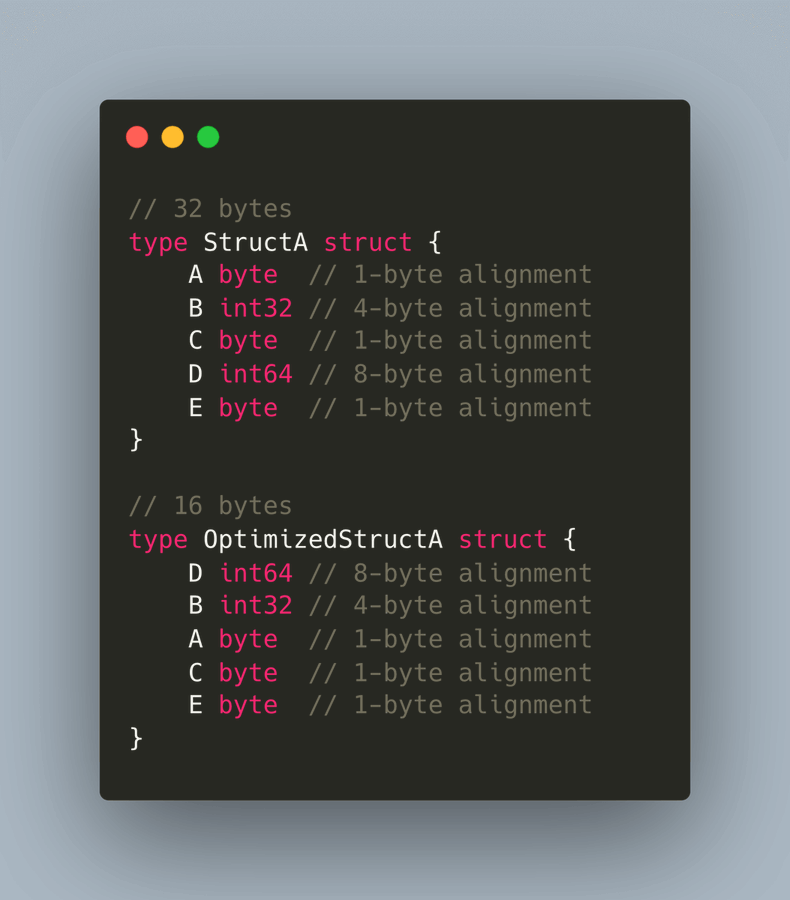 // 32 bytes
type StructA struct {
    A byte  // 1-byte alignment
    B int32 // 4-byte alignment
    C byte  // 1-byte alignment
    D int64 // 8-byte alignment
    E byte  // 1-byte alignment
}
// 16 bytes
type OptimizedStructA struct {
    D int64 // 8-byte alignment
    B int32 // 4-byte alignment
    A byte  // 1-byte alignment
    C byte  // 1-byte alignment
    E byte  // 1-byte alignment
}